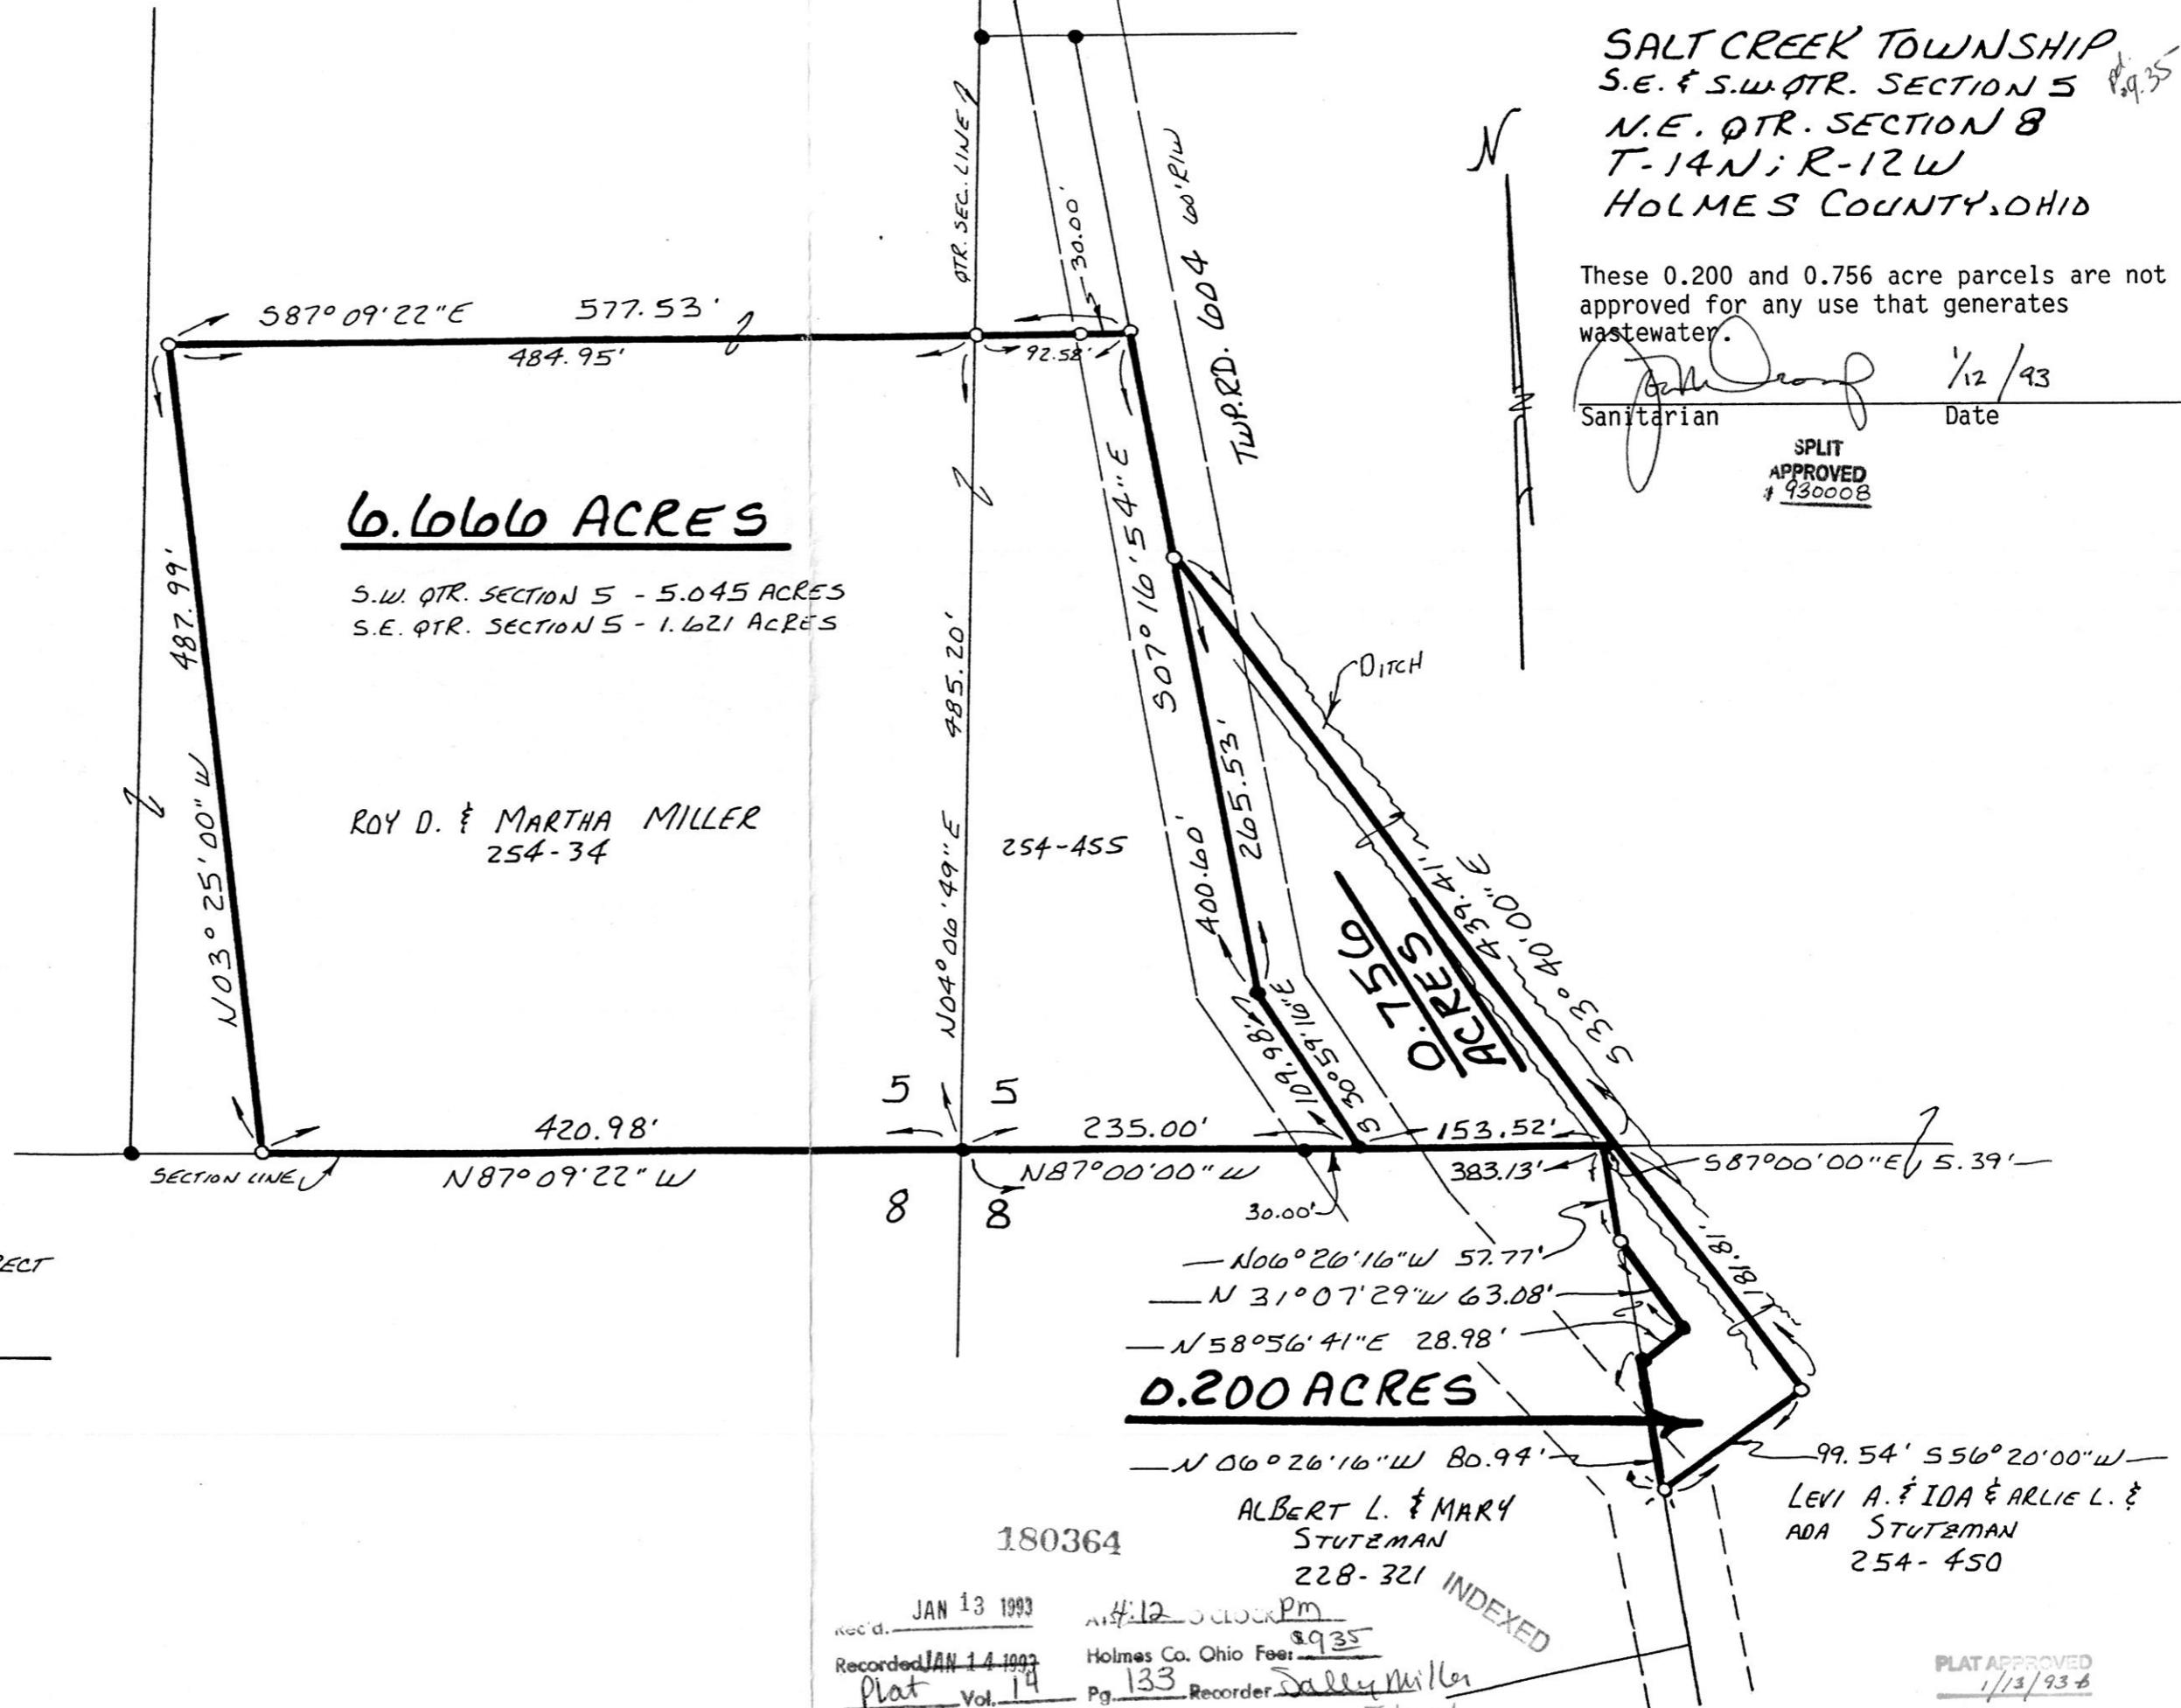 SALT CREEK TOWNSHIP
S.E. & S.W. QTR. SECTION 5
pd. 9.35
N.E. QTR. SECTION 8
T-14N; R-12W
HOLMES COUNTY, OHIO
N
These 0.200 and 0.756 acre parcels are not
approved for any use that generates
wastewater.
1/12/93
Sanitarian Date
SPLIT
APPROVED
# 930008
QTR. SEC. LINE
30.00'
60' R/W
TWP. RD. 604
S87°09'22"E 577.53'
484.95'
92.58'
6.666 ACRES
S.W. QTR. SECTION 5 - 5.045 ACRES
S.E. QTR. SECTION 5 - 1.621 ACRES
487.99'
N03°25'00"W
ROY D. & MARTHA MILLER
254-34
485.20'
N04°06'49"E
254-455
S07°16'54"E
400.60'
265.53'
DITCH
439.41'
S33°40'00"E
0.756
ACRES
109.98'
S30°59'16"E
5 5
420.98'
235.00'
153.52'
SECTION LINE
N87°09'22"W
N87°00'00"W
383.13'
S87°00'00"E 5.39'
8 8
30.00'
181.81'
ECT
N06°26'16"W 57.77'
N 31°07'29"W 63.08'
N58°56'41"E 28.98'
0.200 ACRES
N 06°26'16"W 80.94'
99.54' S56°20'00"W
ALBERT L. & MARY
STUTZMAN
228-321
LEVI A. & IDA & ARLIE L. &
ADA STUTZMAN
254-450
180364
INDEXED
Rec'd. JAN 13 1993 At 4:12 O'CLOCK PM
Recorded JAN 14 1993 Holmes Co. Ohio Fee: $9.35
Plat Vol. 14 Pg. 133 Recorder Sally Miller
PLAT APPROVED
1/13/93